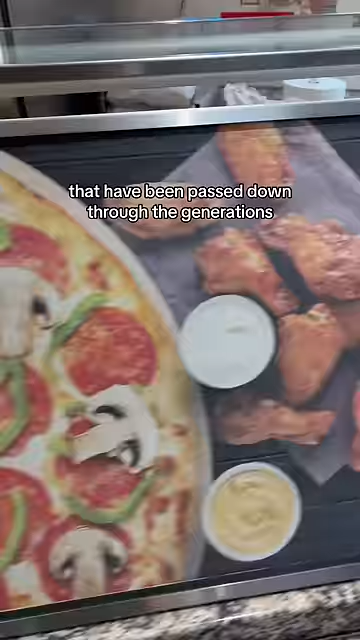 that have been passed down
through the generations